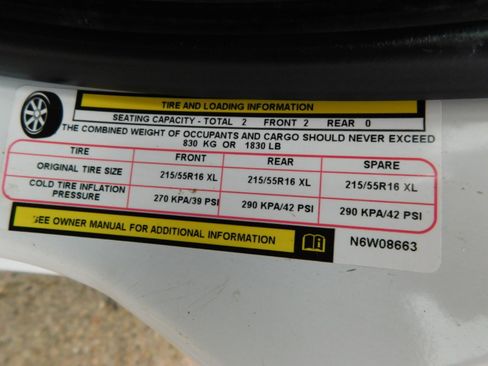 TIRE AND LOADING INFORMATION
SEATING CAPACITY - TOTAL 2 FRONT 2 REAR 0
THE COMBINED WEIGHT OF OCCUPANTS AND CARGO SHOULD NEVER EXCEED
830 KG OR 1830 LB
TIRE FRONT REAR SPARE
ORIGINAL TIRE SIZE 215/55R16 XL 215/55R16 XL 215/55R16 XL
COLD TIRE INFLATION PRESSURE 270 KPA/39 PSI 290 KPA/42 PSI 290 KPA/42 PSI
SEE OWNER MANUAL FOR ADDITIONAL INFORMATION N6W08663